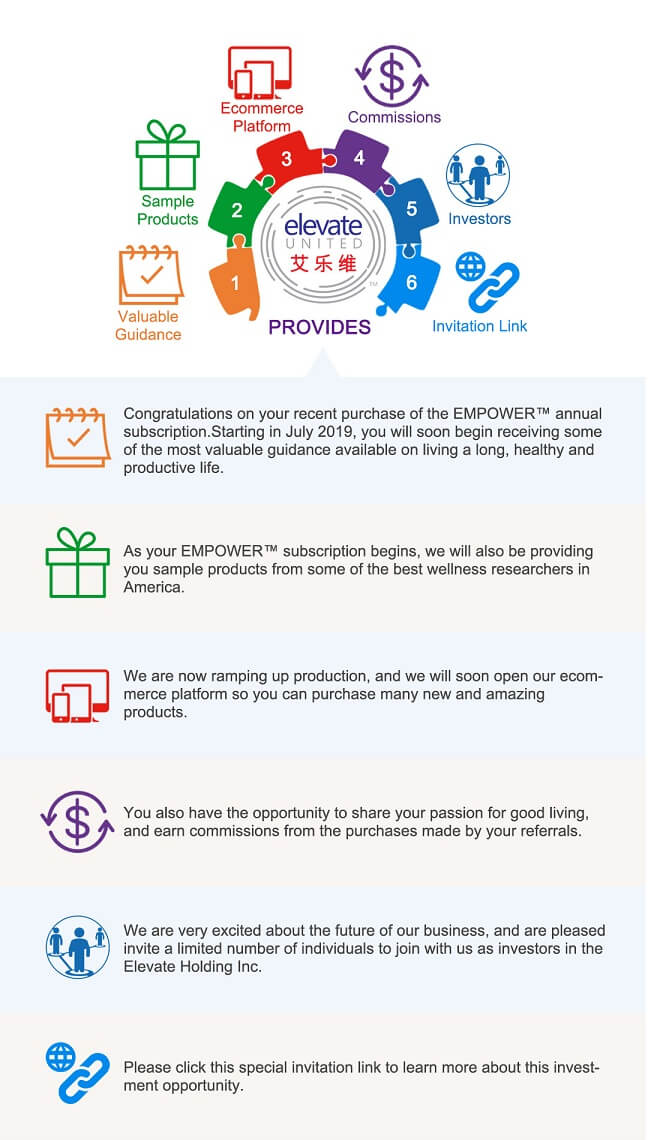 Ecommerce
Platform
Commissions
Sample
Products
Investors
Valuable
Guidance
Invitation Link
1
2
3
4
5
6
elevate
UNITED
艾乐维
TM
PROVIDES
Congratulations on your recent purchase of the EMPOWER™ annual
subscription.Starting in July 2019, you will soon begin receiving some
of the most valuable guidance available on living a long, healthy and
productive life.
As your EMPOWER™ subscription begins, we will also be providing
you sample products from some of the best wellness researchers in
America.
We are now ramping up production, and we will soon open our ecom-
merce platform so you can purchase many new and amazing
products.
You also have the opportunity to share your passion for good living,
and earn commissions from the purchases made by your referrals.
We are very excited about the future of our business, and are pleased
invite a limited number of individuals to join with us as investors in the
Elevate Holding Inc.
Please click this special invitation link to learn more about this invest-
ment opportunity.